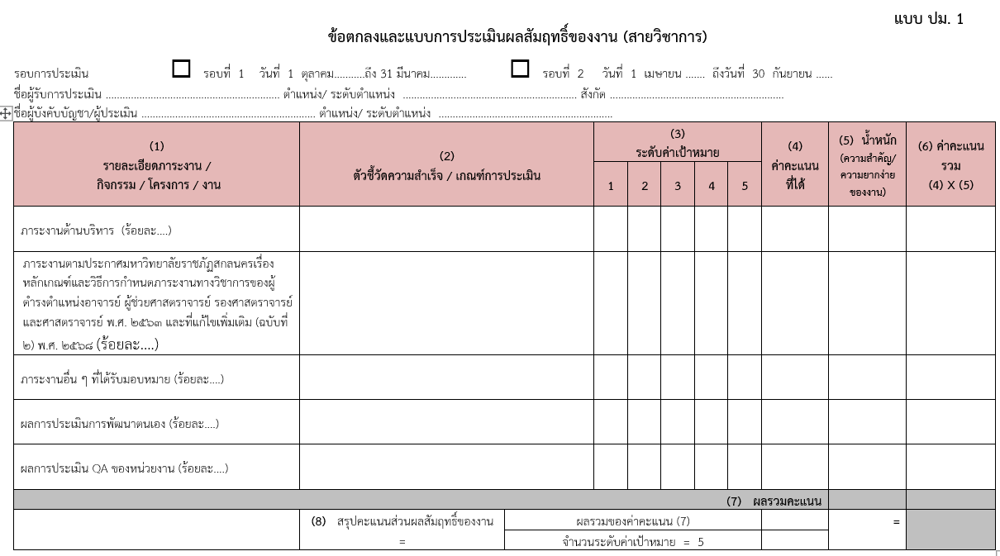 แบบ ปม. 1
ข้อตกลงและแบบการประเมินผลสัมฤทธิ์ของงาน (สายวิชาการ)
รอบการประเมิน รอบที่ 1 วันที่ 1 ตุลาคม..........ถึง 31 มีนาคม............. รอบที่ 2 วันที่ 1 เมษายน ....... ถึงวันที่ 30 กันยายน ......
ชื่อผู้รับการประเมิน .............................................................. ตำแหน่ง/ ระดับตำแหน่ง .............................................................. สังกัด ..............................................................
ชื่อผู้บังคับบัญชา/ผู้ประเมิน .............................................................. ตำแหน่ง/ ระดับตำแหน่ง ..............................................................
(1)
รายละเอียดภาระงาน /
กิจกรรม / โครงการ / งาน
(2)
ตัวชี้วัดความสำเร็จ / เกณฑ์การประเมิน
(3)
ระดับค่าเป้าหมาย
1 2 3 4 5
(4)
ค่าคะแนน
ที่ได้
(5) น้ำหนัก
(ความสำคัญ/
ความยากง่าย
ของงาน)
(6) ค่าคะแนน
รวม
(4) X (5)
ภาระงานด้านบริหาร (ร้อยละ....)
ภาระงานตามประกาศมหาวิทยาลัยราชภัฏสกลนครเรื่อง
หลักเกณฑ์และวิธีการกำหนดภาระงานทางวิชาการของผู้
ดำรงตำแหน่งอาจารย์ ผู้ช่วยศาสตราจารย์ รองศาสตราจารย์
และศาสตราจารย์ พ.ศ. ๒๕๖๓ และที่แก้ไขเพิ่มเติม (ฉบับที่
๒) พ.ศ. ๒๕๖๘ (ร้อยละ....)
ภาระงานอื่น ๆ ที่ได้รับมอบหมาย (ร้อยละ....)
ผลการประเมินการพัฒนาตนเอง (ร้อยละ....)
ผลการประเมิน QA ของหน่วยงาน (ร้อยละ....)
(7) ผลรวมคะแนน
(8) สรุปคะแนนส่วนผลสัมฤทธิ์ของงาน
=
ผลรวมของค่าคะแนน (7)
จำนวนระดับค่าเป้าหมาย = 5
=